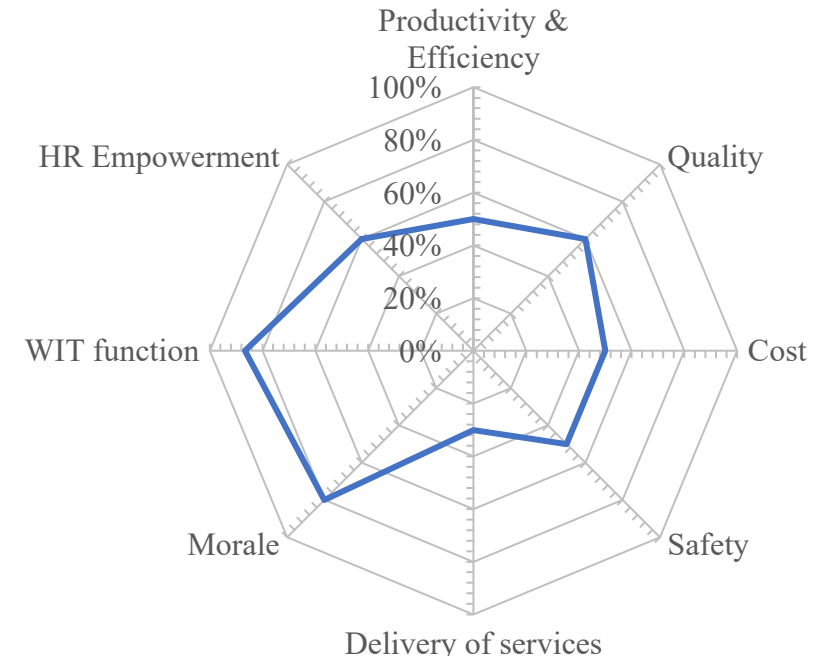 Productivity &
Efficiency
100%
80%
HR Empowerment
Quality
60%
40%
20%
WIT function
0%
Cost
Morale
Safety
Delivery of services